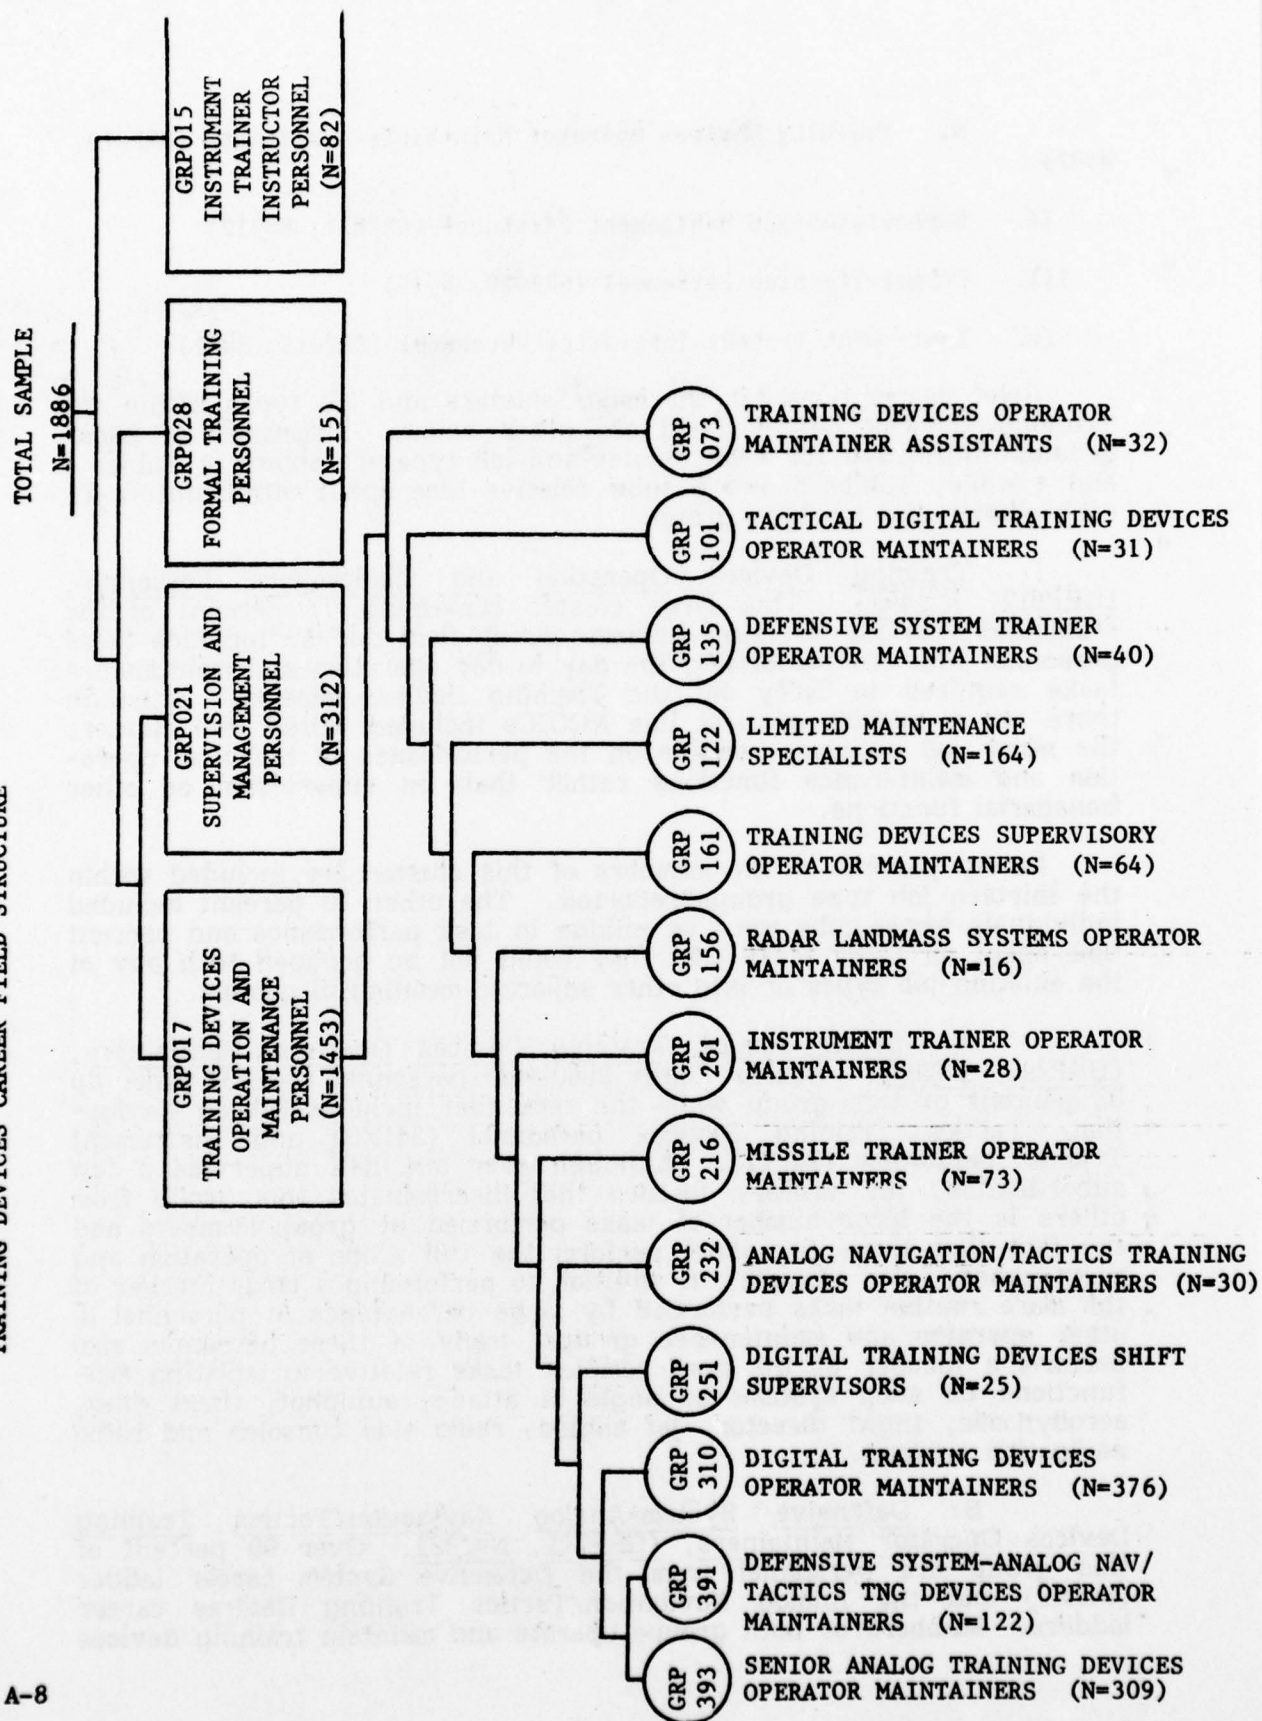 TRAINING DEVICES CAREER FIELD STRUCTURE
TOTAL SAMPLE
N=1886
GRP017
TRAINING DEVICES
OPERATION AND
MAINTENANCE
PERSONNEL
(N=1453)
GRP021
SUPERVISION AND
MANAGEMENT
PERSONNEL
(N=312)
GRP028
FORMAL TRAINING
PERSONNEL
(N=15)
GRP015
INSTRUMENT
TRAINER
INSTRUCTOR
PERSONNEL
(N=82)
GRP
073
TRAINING DEVICES OPERATOR
MAINTAINER ASSISTANTS (N=32)
GRP
101
TACTICAL DIGITAL TRAINING DEVICES
OPERATOR MAINTAINERS (N=31)
GRP
135
DEFENSIVE SYSTEM TRAINER
OPERATOR MAINTAINERS (N=40)
GRP
122
LIMITED MAINTENANCE
SPECIALISTS (N=164)
GRP
161
TRAINING DEVICES SUPERVISORY
OPERATOR MAINTAINERS (N=64)
GRP
156
RADAR LANDMASS SYSTEMS OPERATOR
MAINTAINERS (N=16)
GRP
261
INSTRUMENT TRAINER OPERATOR
MAINTAINERS (N=28)
GRP
216
MISSILE TRAINER OPERATOR
MAINTAINERS (N=73)
GRP
232
ANALOG NAVIGATION/TACTICS TRAINING
DEVICES OPERATOR MAINTAINERS (N=30)
GRP
251
DIGITAL TRAINING DEVICES SHIFT
SUPERVISORS (N=25)
GRP
310
DIGITAL TRAINING DEVICES
OPERATOR MAINTAINERS (N=376)
GRP
391
DEFENSIVE SYSTEM-ANALOG NAV/
TACTICS TNG DEVICES OPERATOR
MAINTAINERS (N=122)
GRP
393
SENIOR ANALOG TRAINING DEVICES
OPERATOR MAINTAINERS (N=309)
A-8